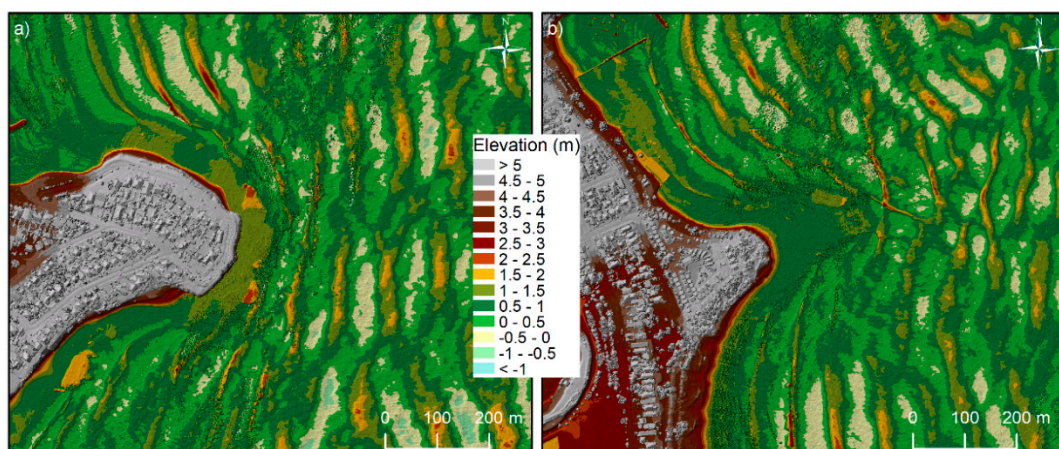 a)
N
b)
N
Elevation (m)
> 5
4.5 - 5
4 - 4.5
3.5 - 4
3 - 3.5
2.5 - 3
2 - 2.5
1.5 - 2
1 - 1.5
0.5 - 1
0 - 0.5
-0.5 - 0
-1 - -0.5
< -1
0 100 200 m
0 100 200 m